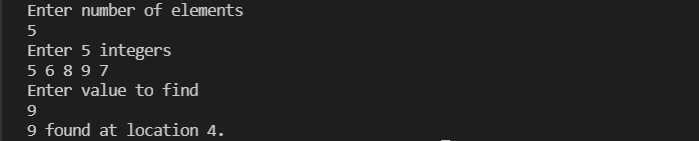 Enter number of elements
5
Enter 5 integers
5 6 8 9 7
Enter value to find
9
9 found at location 4.